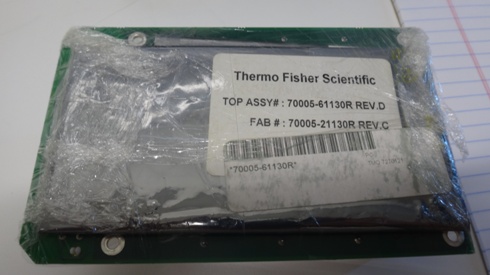 Thermo Fisher Scientific
TOP ASSY# : 70005-61130R REV.D
FAB # : 70005-21130R REV.C
*70005-61130R*